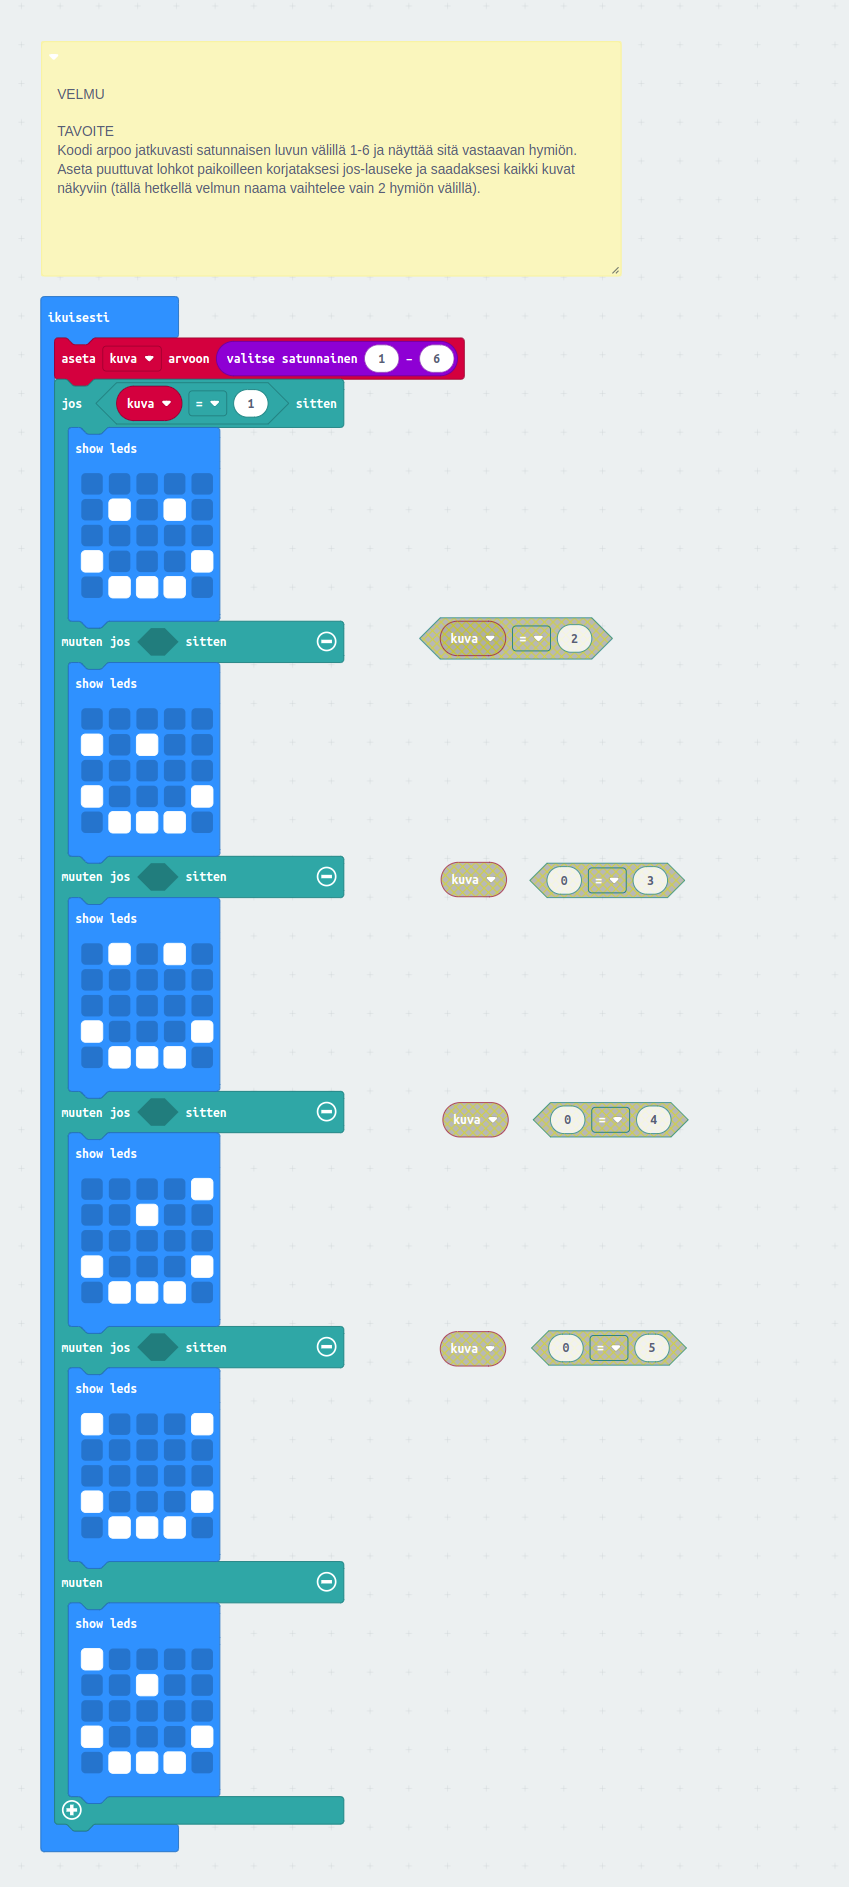 VELMU
TAVOITE
Koodi arpoo jatkuvasti satunnaisen luvun välillä 1-6 ja näyttää sitä vastaavan hymiön.
Aseta puuttuvat lohkot paikoilleen korjataksesi jos-lauseke ja saadaksesi kaikki kuvat
näkyviin (tällä hetkellä velmun naama vaihtelee vain 2 hymiön välillä).
ikuisesti
aseta kuva arvoon valitse satunnainen 1 - 6
jos kuva = 1 sitten
show leds
muuten jos sitten kuva = 2
show leds
muuten jos sitten kuva 0 = 3
show leds
muuten jos sitten kuva 0 = 4
show leds
muuten jos sitten kuva 0 = 5
show leds
muuten
show leds